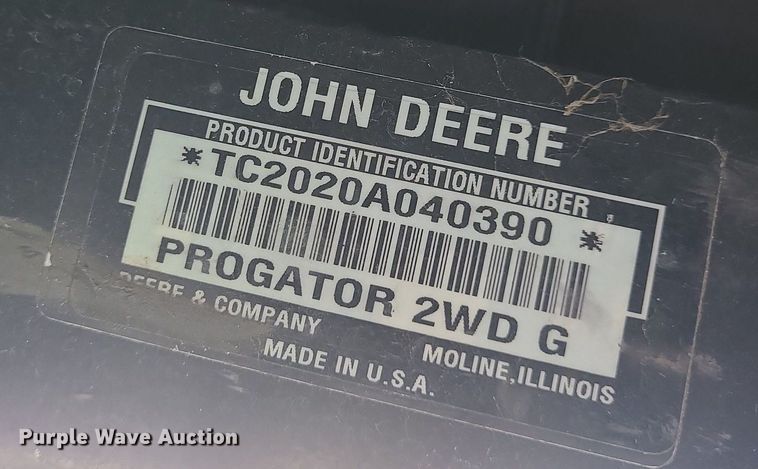 JOHN DEERE
PRODUCT IDENTIFICATION NUMBER
*TC2020A040390 *
PROGATOR 2WD G
DEERE & COMPANY
MOLINE, ILLINOIS
MADE IN U.S.A.
Purple Wave Auction